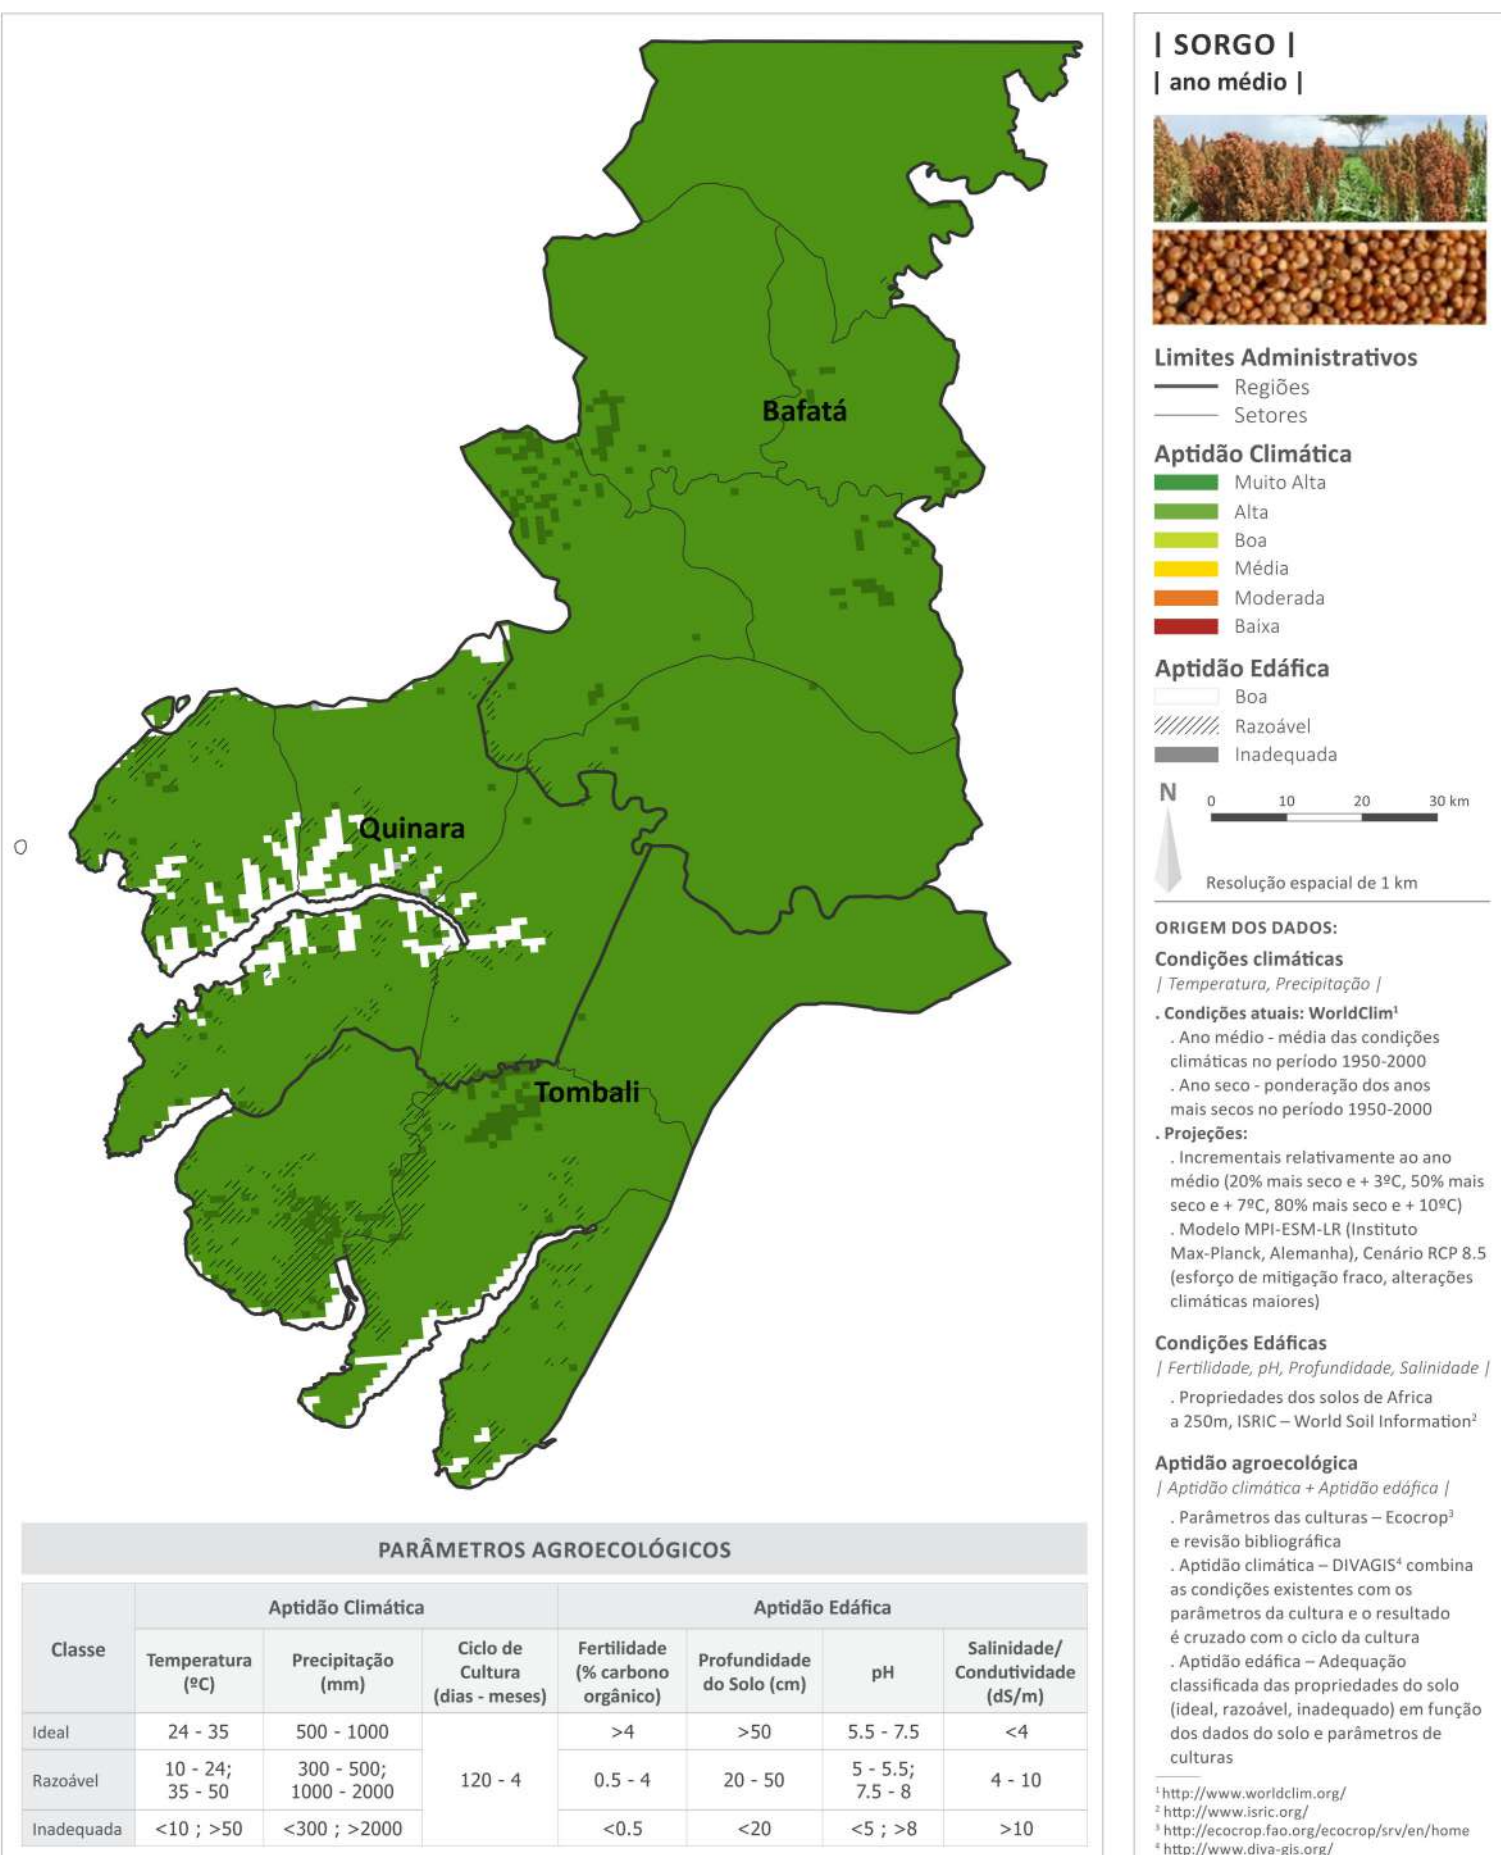 | SORGO |
| ano médio |
Bafatá
Quinara
Tombali
Limites Administrativos
Regiões
Setores
Aptidão Climática
Muito Alta
Alta
Boa
Média
Moderada
Baixa
Aptidão Edáfica
Boa
Razoável
Inadequada
N
0 10 20 30 km
Resolução espacial de 1 km
ORIGEM DOS DADOS:
Condições climáticas
| Temperatura, Precipitação |
. Condições atuais: WorldClim¹
. Ano médio - média das condições
climáticas no período 1950-2000
. Ano seco - ponderação dos anos
mais secos no período 1950-2000
. Projeções:
. Incrementais relativamente ao ano
médio (20% mais seco e + 3ºC, 50% mais
seco e + 7ºC, 80% mais seco e + 10ºC)
. Modelo MPI-ESM-LR (Instituto
Max-Planck, Alemanha), Cenário RCP 8.5
(esforço de mitigação fraco, alterações
climáticas maiores)
Condições Edáficas
| Fertilidade, pH, Profundidade, Salinidade |
. Propriedades dos solos de Africa
a 250m, ISRIC – World Soil Information²
Aptidão agroecológica
| Aptidão climática + Aptidão edáfica |
. Parâmetros das culturas – Ecocrop³
e revisão bibliográfica
. Aptidão climática – DIVAGIS⁴ combina
as condições existentes com os
parâmetros da cultura e o resultado
é cruzado com o ciclo da cultura
. Aptidão edáfica – Adequação
classificada das propriedades do solo
(ideal, razoável, inadequado) em função
dos dados do solo e parâmetros de
culturas
¹ http://www.worldclim.org/
² http://www.isric.org/
³ http://ecocrop.fao.org/ecocrop/srv/en/home
⁴ http://www.diva-gis.org/
PARÂMETROS AGROECOLÓGICOS
Classe
Aptidão Climática
Aptidão Edáfica
Temperatura
(ºC)
Precipitação
(mm)
Ciclo de
Cultura
(dias - meses)
Fertilidade
(% carbono
orgânico)
Profundidade
do Solo (cm)
pH
Salinidade/
Condutividade
(dS/m)
Ideal 24 - 35 500 - 1000 >4 >50 5.5 - 7.5 <4
Razoável 10 - 24; 300 - 500; 120 - 4 0.5 - 4 20 - 50 5 - 5.5; 4 - 10
35 - 50 1000 - 2000 7.5 - 8
Inadequada <10 ; >50 <300 ; >2000 <0.5 <20 <5 ; >8 >10